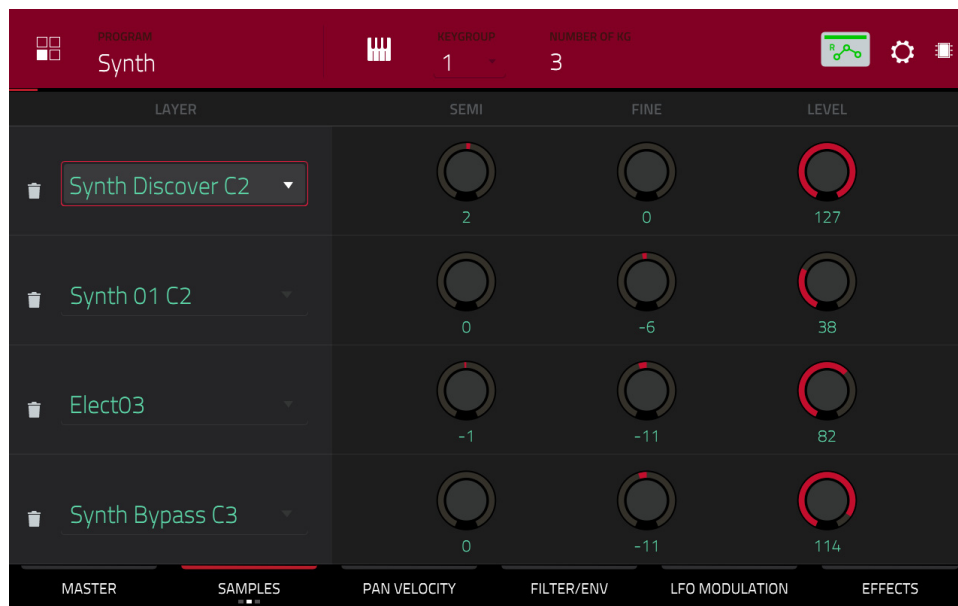 PROGRAM KEYGROUP NUMBER OF KG
Synth 1 3 R
LAYER SEMI FINE LEVEL
Synth Discover C2
2 0 127
Synth 01 C2
0 -6 38
Elect03
-1 -11 82
Synth Bypass C3
0 -11 114
MASTER SAMPLES PAN VELOCITY FILTER/ENV LFO MODULATION EFFECTS